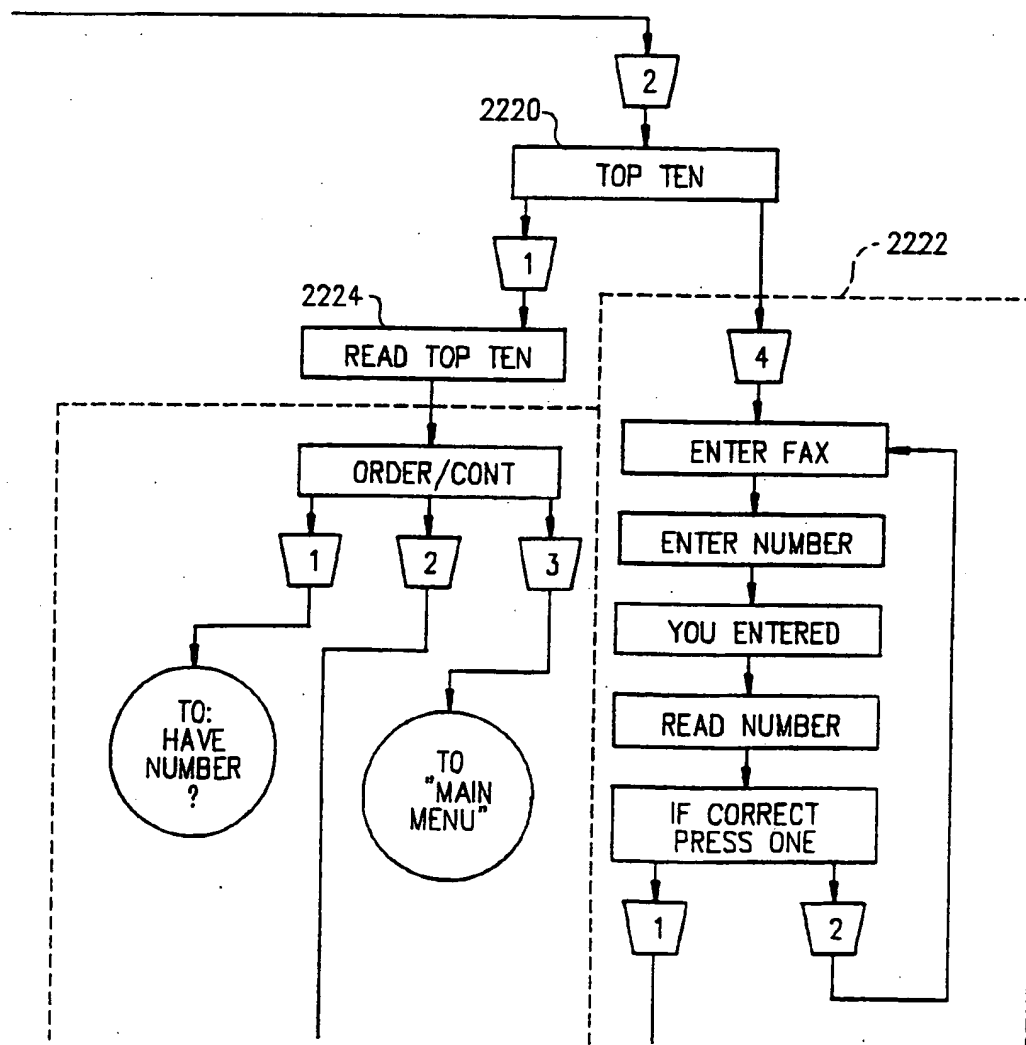 2
2220
TOP TEN
1
2222
2224
READ TOP TEN
4
ORDER/CONT
ENTER FAX
1
2
3
ENTER NUMBER
YOU ENTERED
TO:
HAVE
NUMBER
?
TO
"MAIN
MENU"
READ NUMBER
IF CORRECT
PRESS ONE
1
2